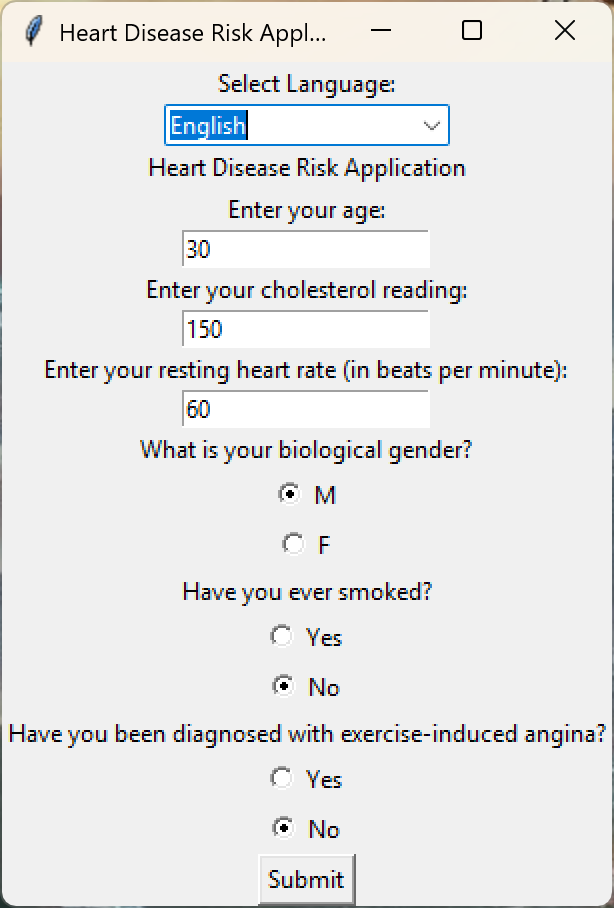 Heart Disease Risk Appl...
Select Language:
English
Heart Disease Risk Application
Enter your age:
30
Enter your cholesterol reading:
150
Enter your resting heart rate (in beats per minute):
60
What is your biological gender?
M
F
Have you ever smoked?
Yes
No
Have you been diagnosed with exercise-induced angina?
Yes
No
Submit